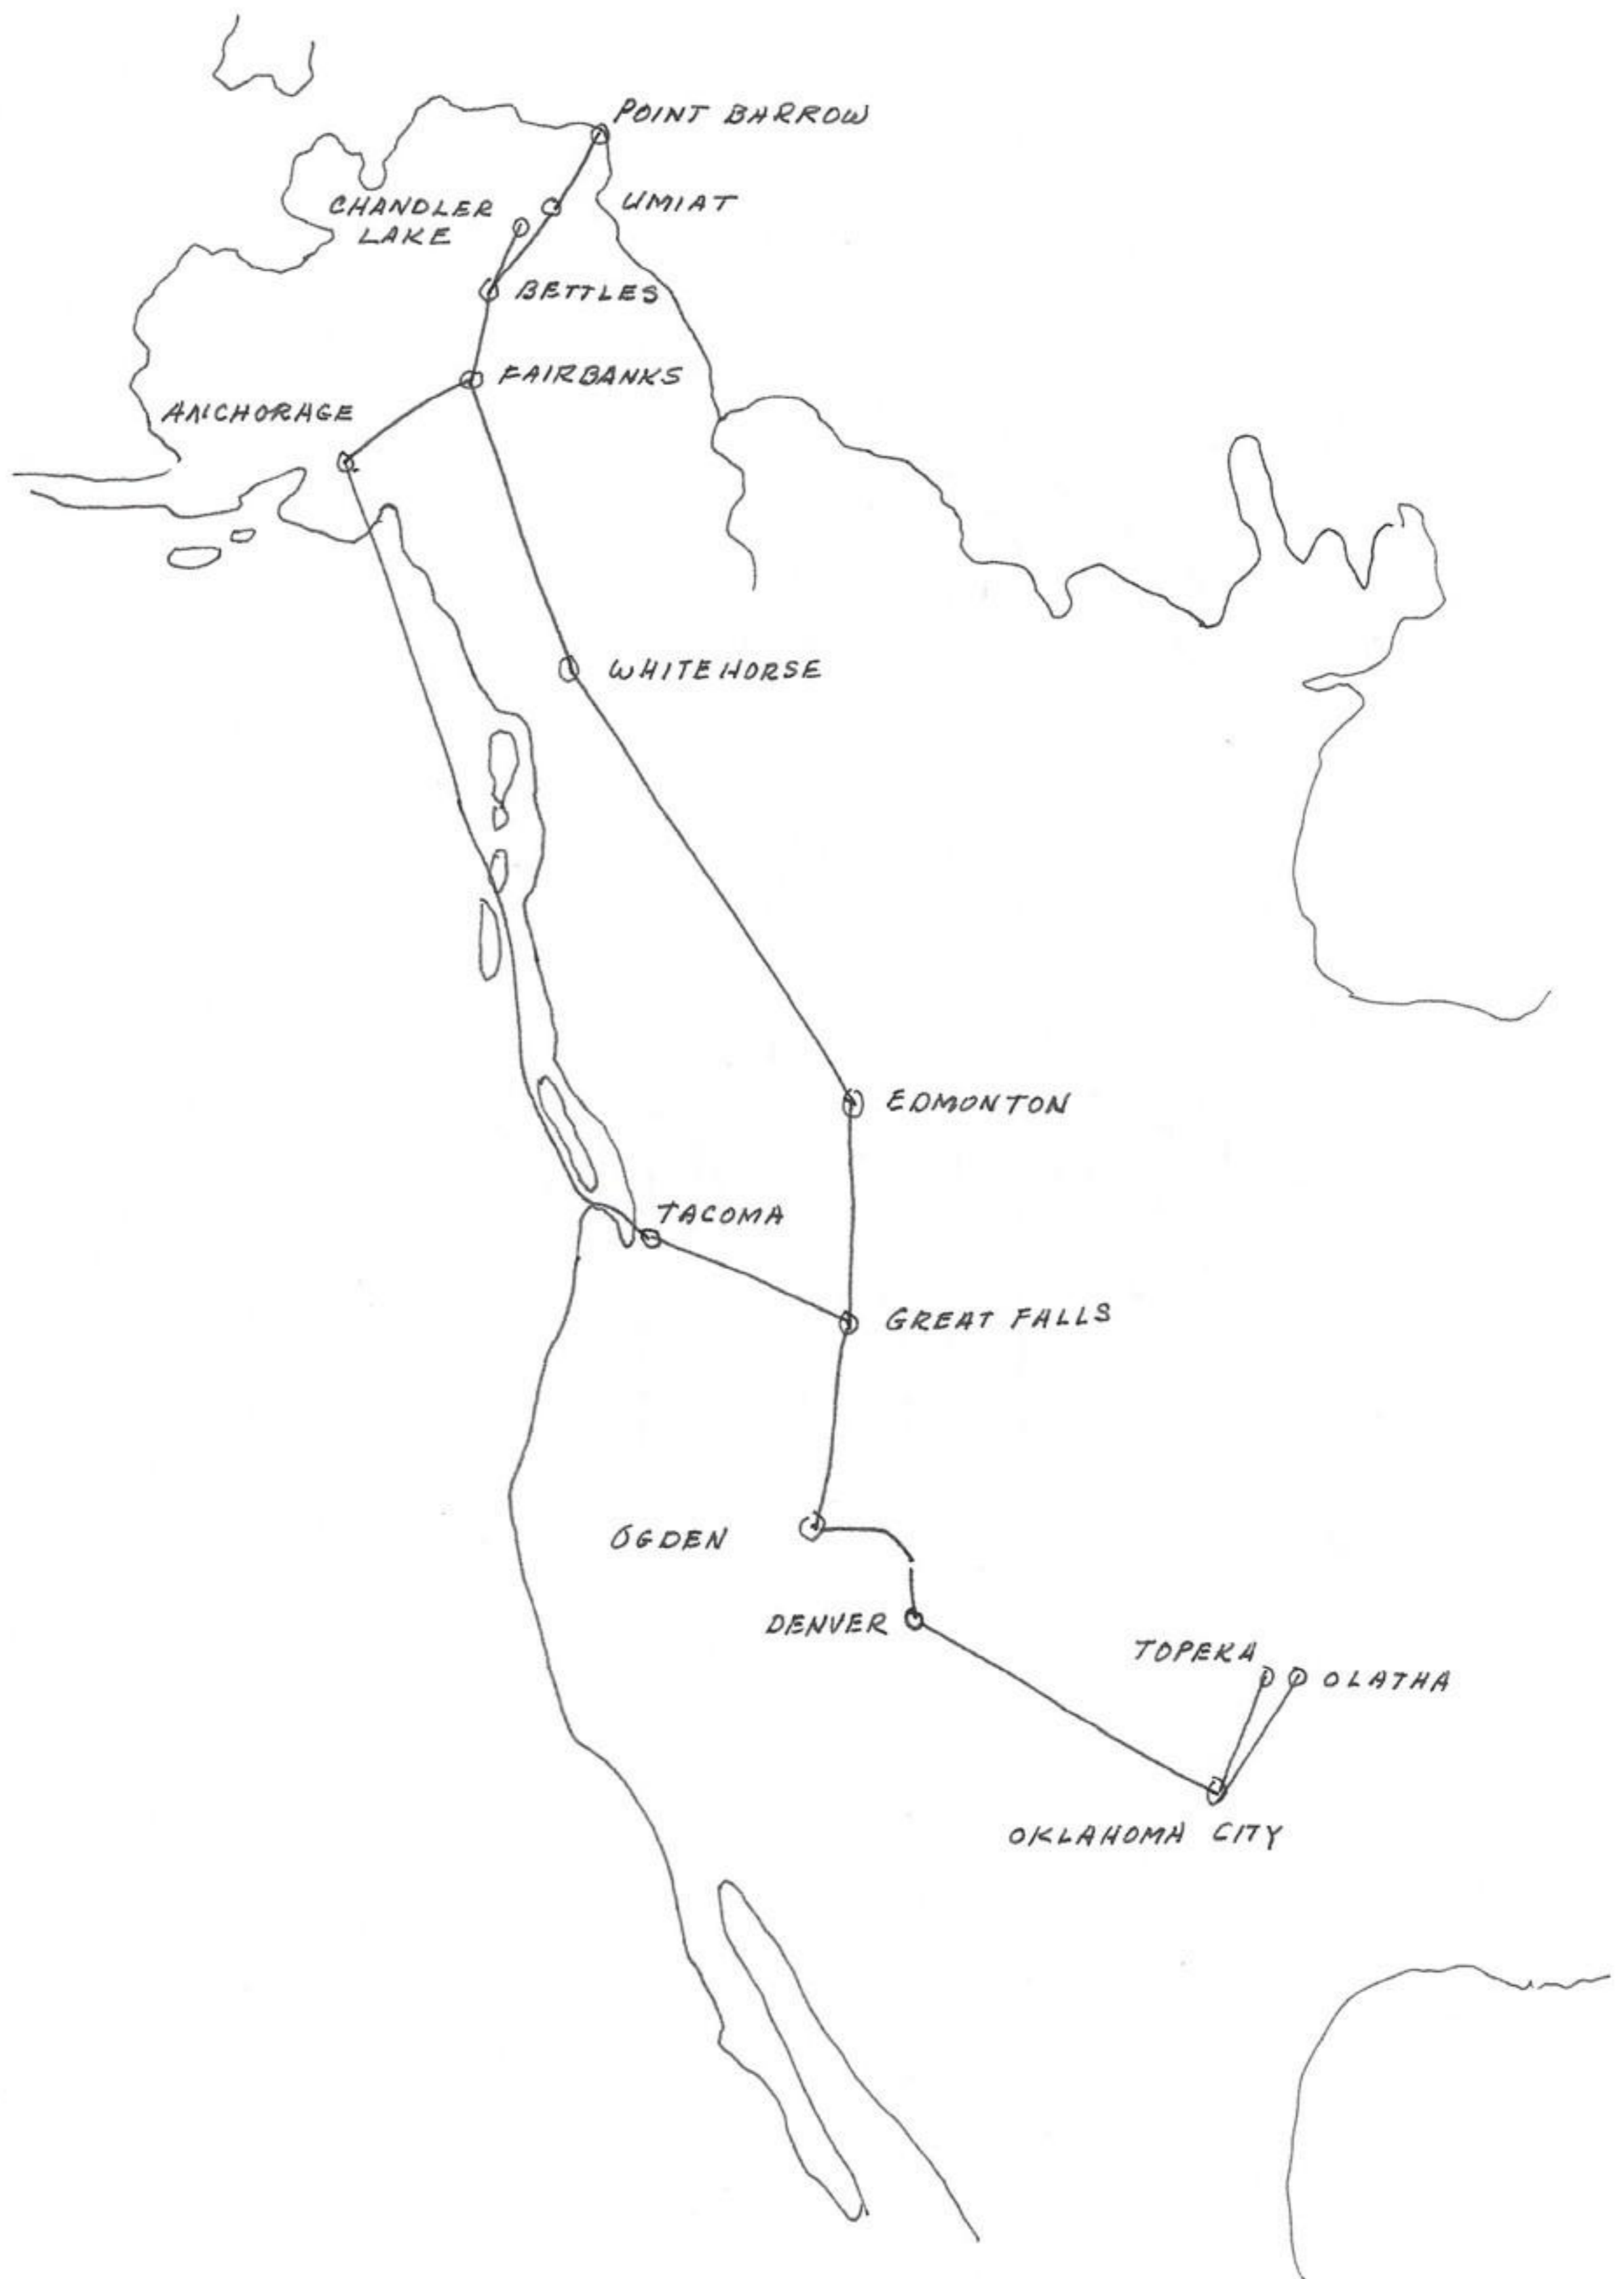 POINT BARROW
UMIAT
CHANDLER
LAKE
BETTLES
FAIRBANKS
ANCHORAGE
WHITEHORSE
EDMONTON
TACOMA
GREAT FALLS
OGDEN
DENVER
TOPEKA
OLATHA
OKLAHOMA CITY